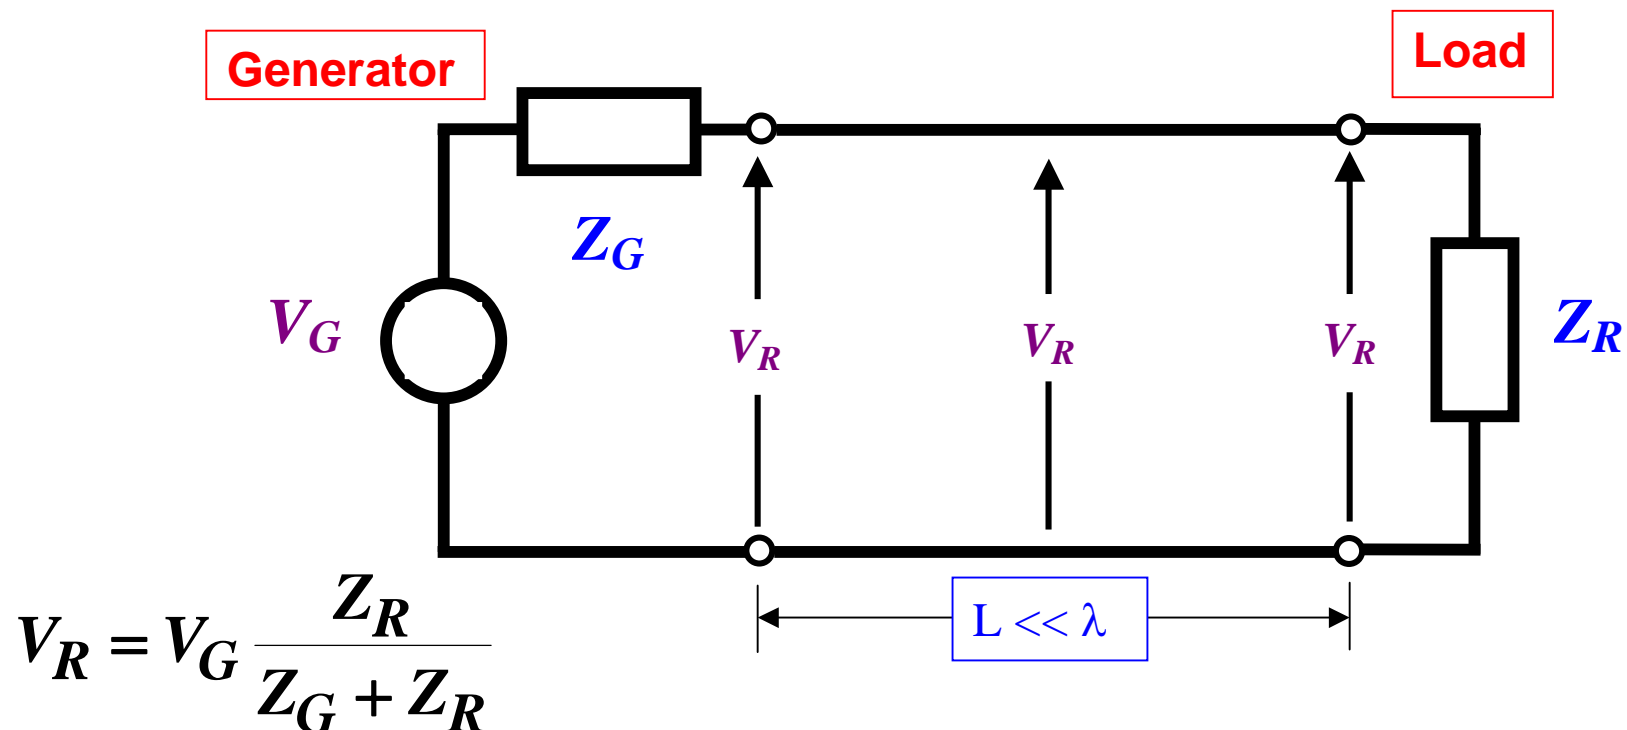 Generator
Load
Z_G
V_G
V_R
V_R
V_R
Z_R
L << λ
V_R = V_G Z_R / (Z_G + Z_R)